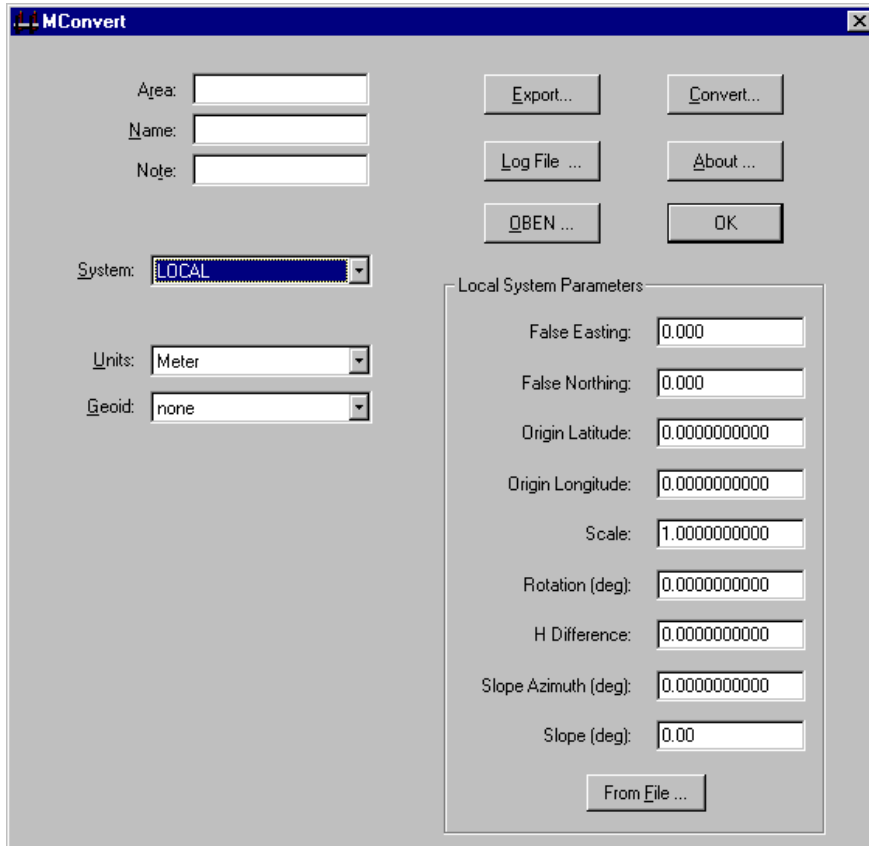 MConvert
Area:
Name:
Note:
Export...
Convert...
Log File ...
About ...
OBEN ...
OK
System: LOCAL
Units: Meter
Geoid: none
Local System Parameters
False Easting: 0.000
False Northing: 0.000
Origin Latitude: 0.0000000000
Origin Longitude: 0.0000000000
Scale: 1.0000000000
Rotation (deg): 0.0000000000
H Difference: 0.0000000000
Slope Azimuth (deg): 0.0000000000
Slope (deg): 0.00
From File ...